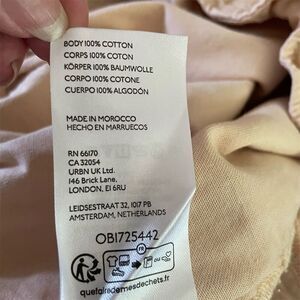 BODY 100% COTTON
CORPS 100% COTON
KÖRPER 100% BAUMWOLLE
CORPO 100% COTONE
CUERPO 100% ALGODÓN
MADE IN MOROCCO
HECHO EN MARRUECOS
RN 66170
CA 32054
URBN UK Ltd.
146 Brick Lane,
LONDON, E1 6RU
LEIDSESTRAAT 32, 1017 PB
AMSTERDAM, NETHERLANDS
OB1725442
FR
OU
quefairedemesdechets.fr